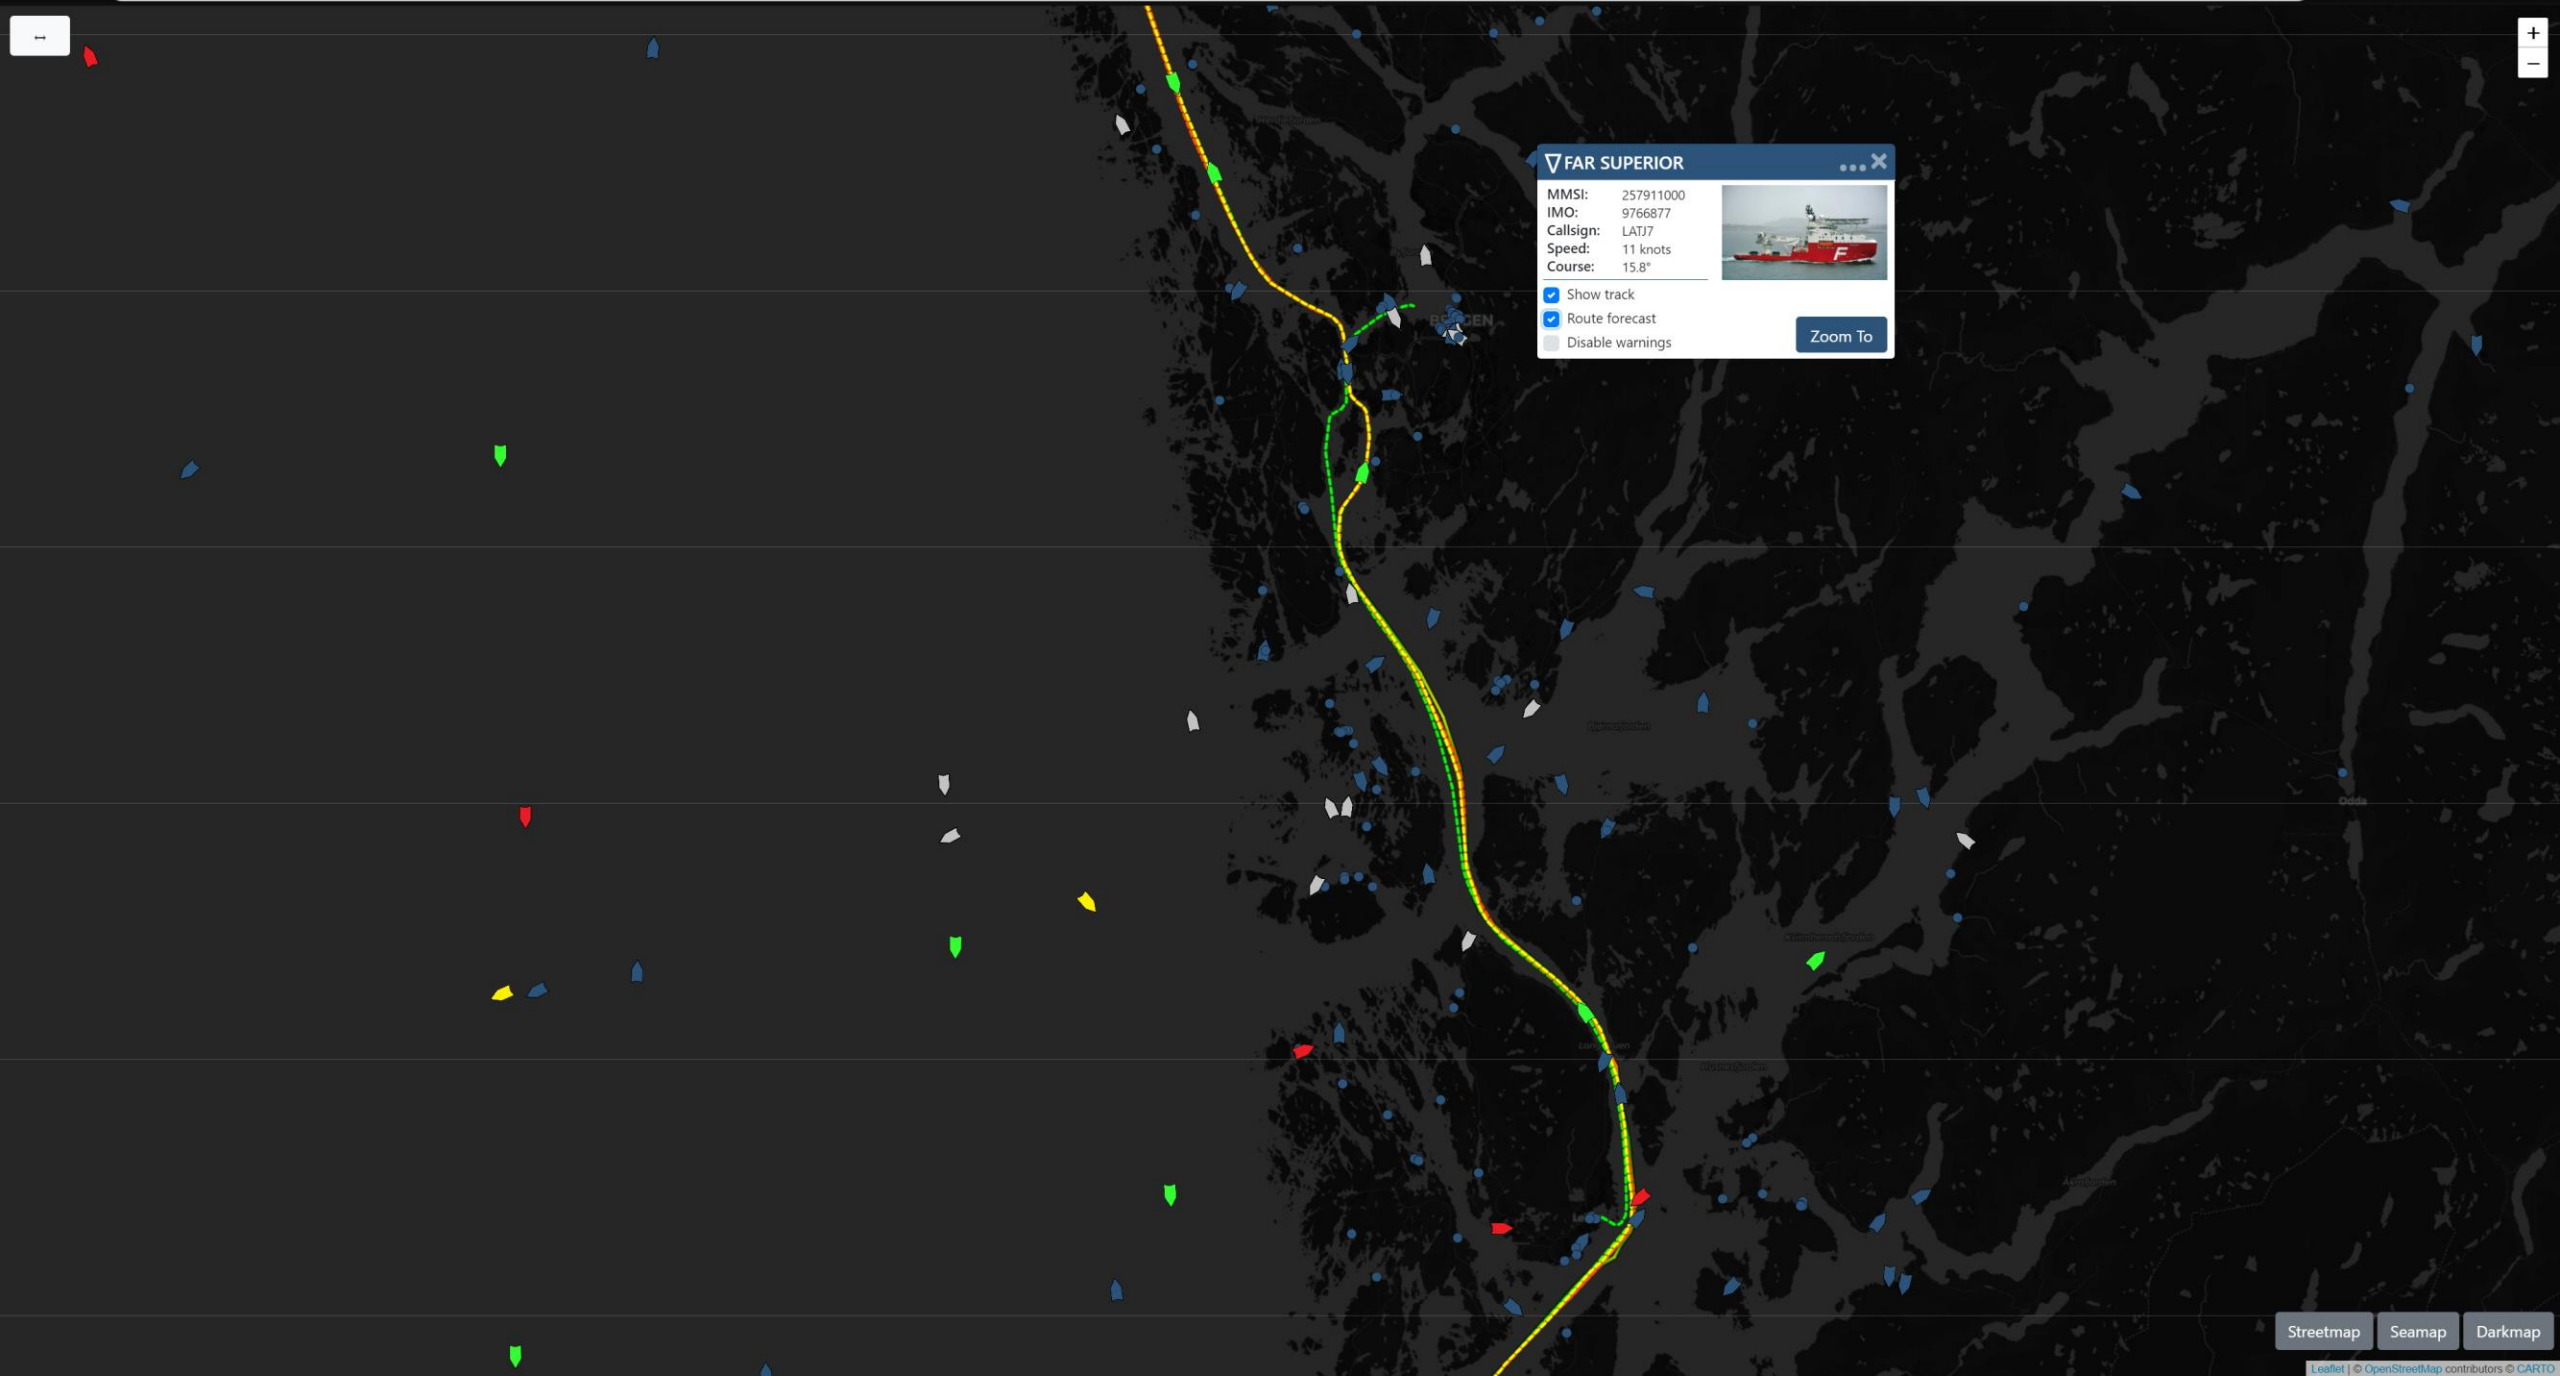 ↔
+
−
FAR SUPERIOR
MMSI: 257911000
IMO: 9766877
Callsign: LATJ7
Speed: 11 knots
Course: 15.8°
F
Show track
Route forecast
Disable warnings
Zoom To
Odda
Streetmap
Seamap
Darkmap
Leaflet | © OpenStreetMap contributors © CARTO